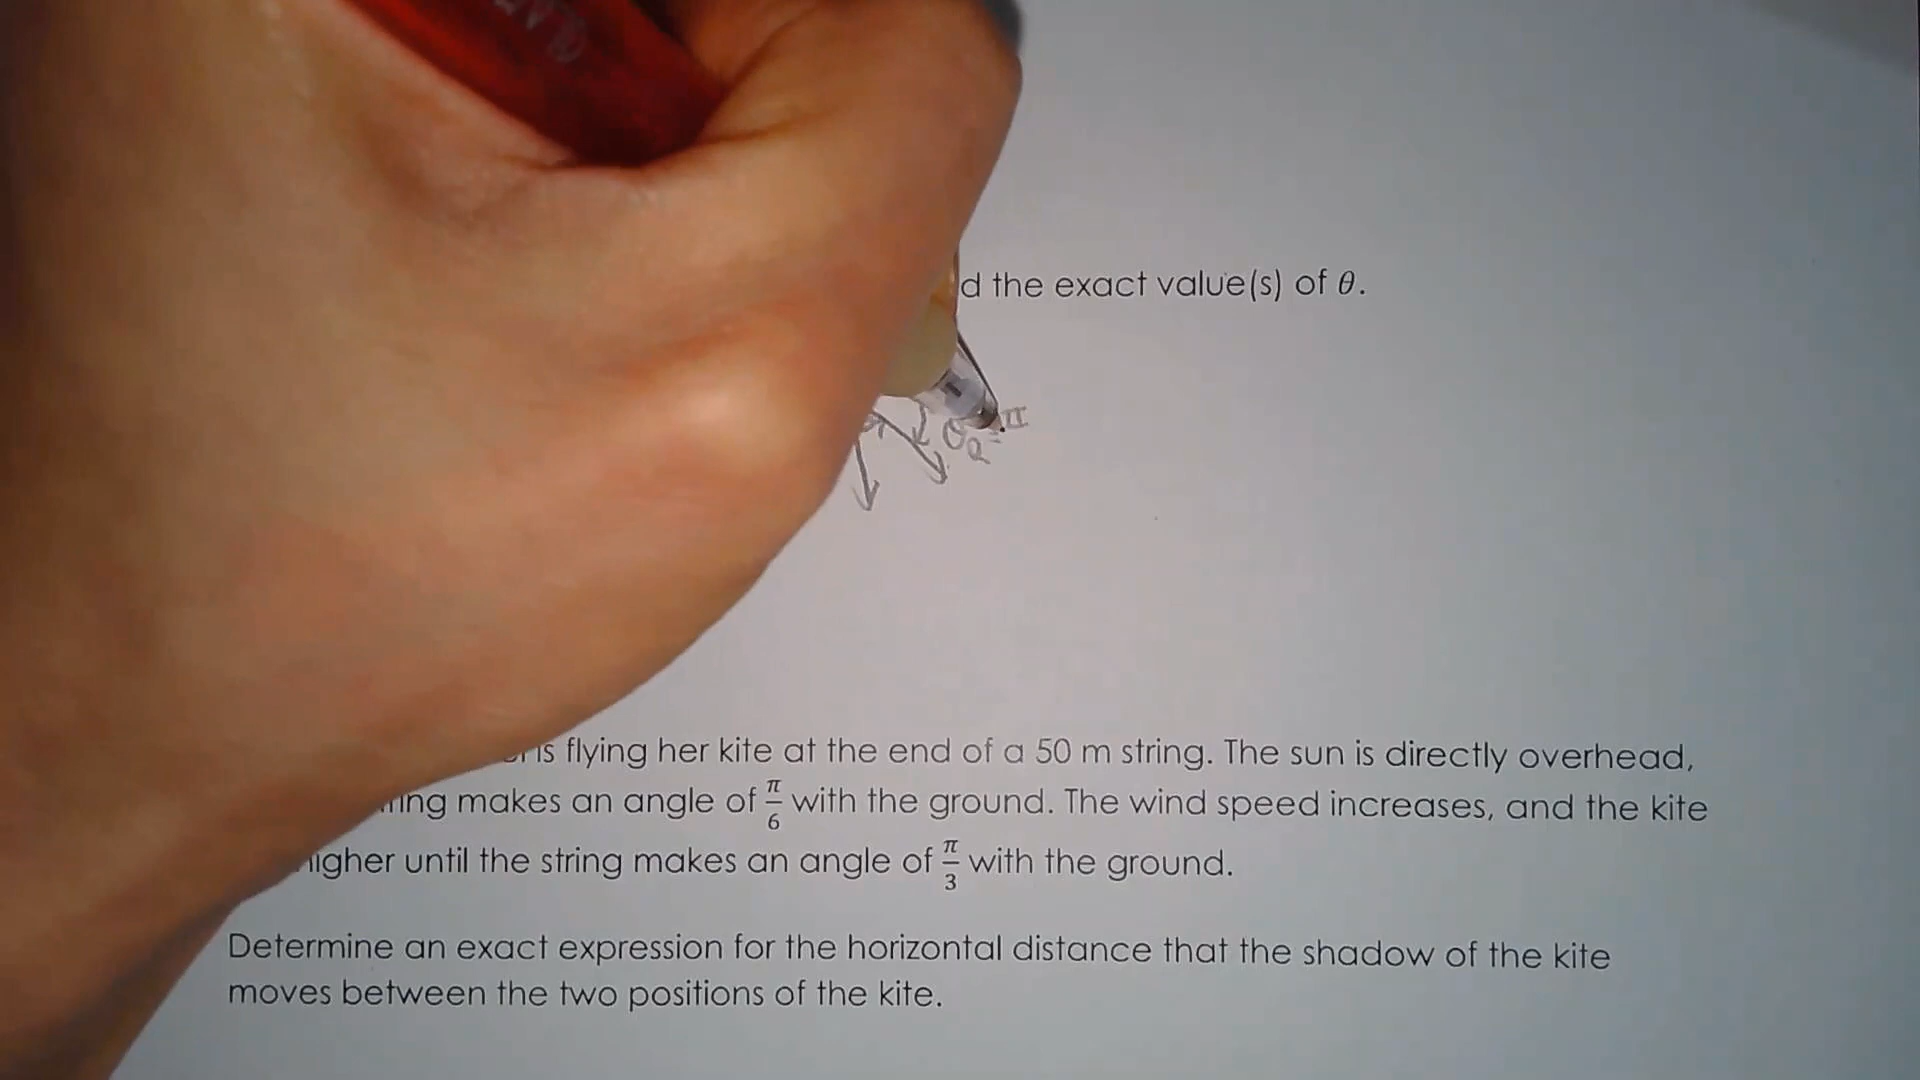 d the exact value(s) of θ.
θ₂ = π
is flying her kite at the end of a 50 m string. The sun is directly overhead,
ring makes an angle of π/6 with the ground. The wind speed increases, and the kite
higher until the string makes an angle of π/3 with the ground.
Determine an exact expression for the horizontal distance that the shadow of the kite
moves between the two positions of the kite.